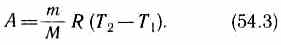 A = m/M R (T₂ — T₁). (54.3)